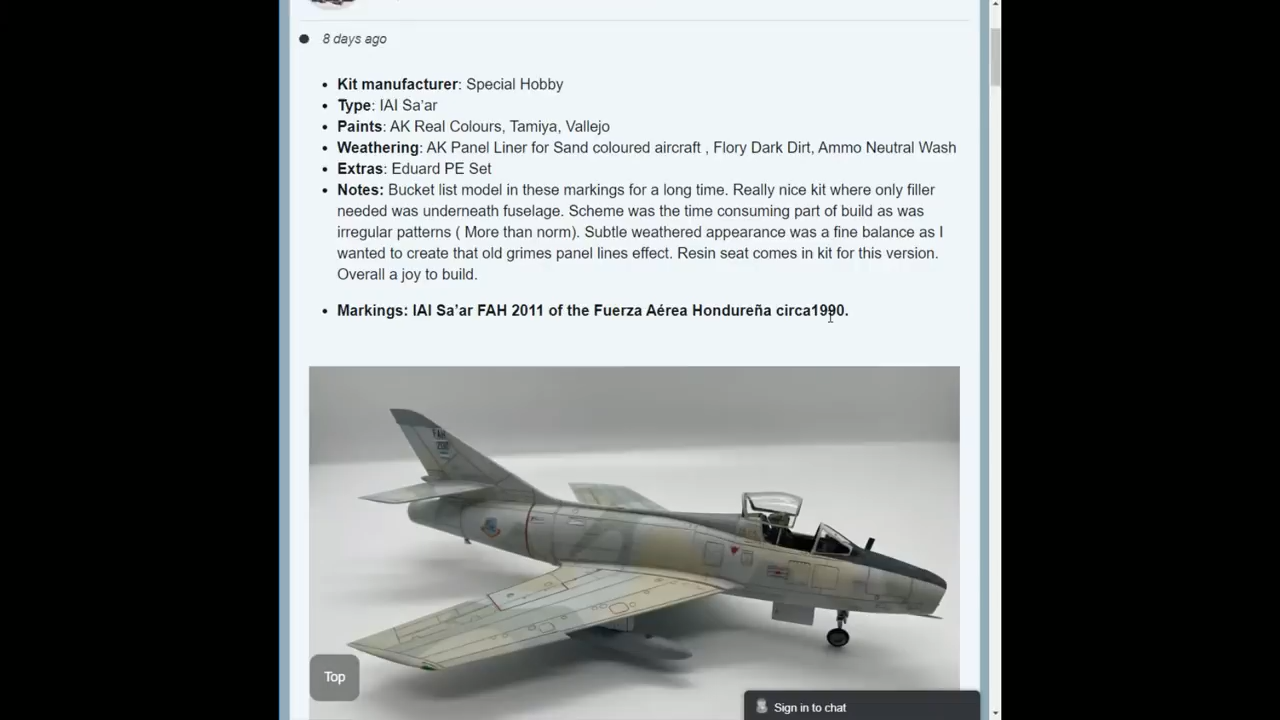 8 days ago
Kit manufacturer: Special Hobby
Type: IAI Sa'ar
Paints: AK Real Colours, Tamiya, Vallejo
Weathering: AK Panel Liner for Sand coloured aircraft , Flory Dark Dirt, Ammo Neutral Wash
Extras: Eduard PE Set
Notes: Bucket list model in these markings for a long time. Really nice kit where only filler
needed was underneath fuselage. Scheme was the time consuming part of build as was
irregular patterns ( More than norm). Subtle weathered appearance was a fine balance as I
wanted to create that old grimes panel lines effect. Resin seat comes in kit for this version.
Overall a joy to build.
Markings: IAI Sa'ar FAH 2011 of the Fuerza Aérea Hondureña circa1990.
FAH
Top
Sign in to chat